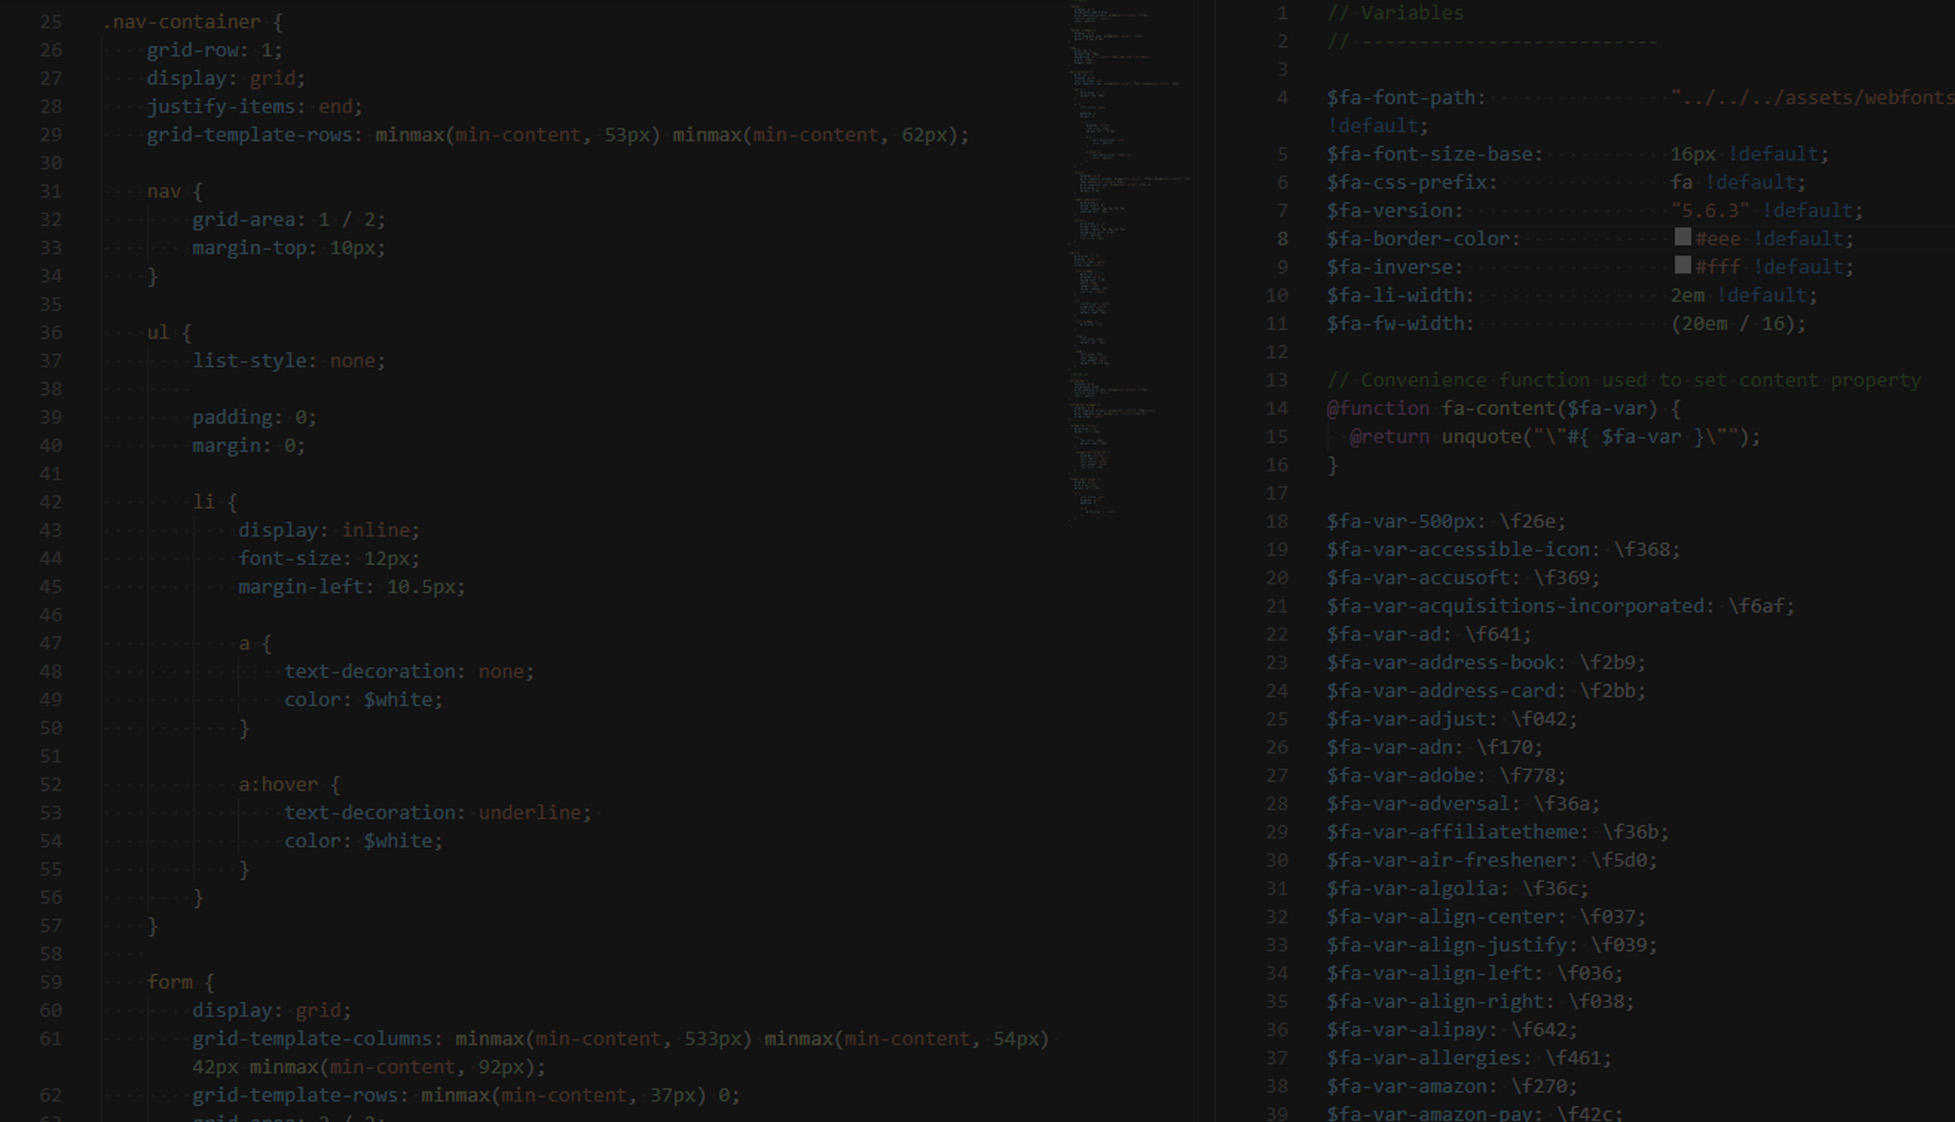 25 .nav-container {
26 grid-row: 1;
27 display: grid;
28 justify-items: end;
29 grid-template-rows: minmax(min-content, 53px) minmax(min-content, 62px);
30
31 nav {
32 grid-area: 1 / 2;
33 margin-top: 10px;
34 }
35
36 ul {
37 list-style: none;
38
39 padding: 0;
40 margin: 0;
41
42 li {
43 display: inline;
44 font-size: 12px;
45 margin-left: 10.5px;
46
47 a {
48 text-decoration: none;
49 color: $white;
50 }
51
52 a:hover {
53 text-decoration: underline;
54 color: $white;
55 }
56 }
57 }
58
59 form {
60 display: grid;
61 grid-template-columns: minmax(min-content, 533px) minmax(min-content, 54px)
42px minmax(min-content, 92px);
62 grid-template-rows: minmax(min-content, 37px) 0;
1 // Variables
2 // --------------------------
3
4 $fa-font-path: "../../../assets/webfonts
!default;
5 $fa-font-size-base: 16px !default;
6 $fa-css-prefix: fa !default;
7 $fa-version: "5.6.3" !default;
8 $fa-border-color: #eee !default;
9 $fa-inverse: #fff !default;
10 $fa-li-width: 2em !default;
11 $fa-fw-width: (20em / 16);
12
13 // Convenience function used to set content property
14 @function fa-content($fa-var) {
15 @return unquote("\"#{ $fa-var }\"");
16 }
17
18 $fa-var-500px: \f26e;
19 $fa-var-accessible-icon: \f368;
20 $fa-var-accusoft: \f369;
21 $fa-var-acquisitions-incorporated: \f6af;
22 $fa-var-ad: \f641;
23 $fa-var-address-book: \f2b9;
24 $fa-var-address-card: \f2bb;
25 $fa-var-adjust: \f042;
26 $fa-var-adn: \f170;
27 $fa-var-adobe: \f778;
28 $fa-var-adversal: \f36a;
29 $fa-var-affiliatetheme: \f36b;
30 $fa-var-air-freshener: \f5d0;
31 $fa-var-algolia: \f36c;
32 $fa-var-align-center: \f037;
33 $fa-var-align-justify: \f039;
34 $fa-var-align-left: \f036;
35 $fa-var-align-right: \f038;
36 $fa-var-alipay: \f642;
37 $fa-var-allergies: \f461;
38 $fa-var-amazon: \f270;
39 $fa-var-amazon-pay: \f42c;